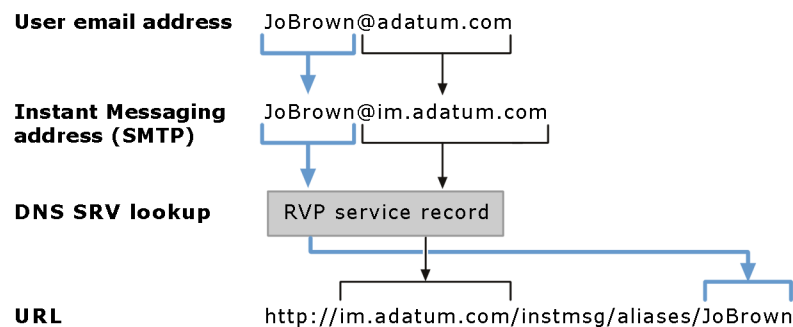 User email address JoBrown@adatum.com
Instant Messaging
address (SMTP) JoBrown@im.adatum.com
DNS SRV lookup RVP service record
URL http://im.adatum.com/instmsg/aliases/JoBrown